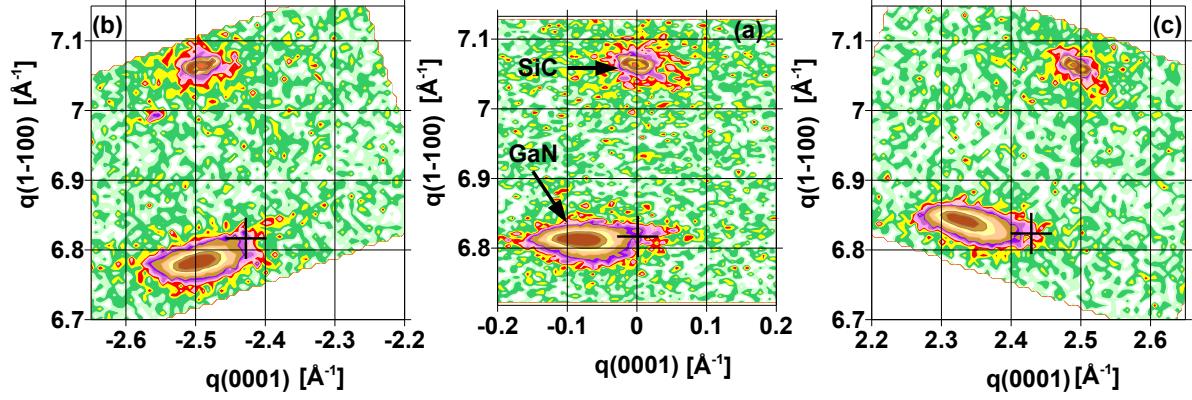 (b)
7.1
7
6.9
6.8
6.7
q(1-100) [Å⁻¹]
-2.6
-2.5
-2.4
-2.3
-2.2
q(0001) [Å⁻¹]
(a)
SiC
GaN
7.1
7
6.9
6.8
q(1-100) [Å⁻¹]
-0.2
-0.1
0
0.1
0.2
q(0001) [Å⁻¹]
(c)
7.1
7
6.9
6.8
6.7
q(1-100) [Å⁻¹]
2.2
2.3
2.4
2.5
2.6
q(0001) [Å⁻¹]